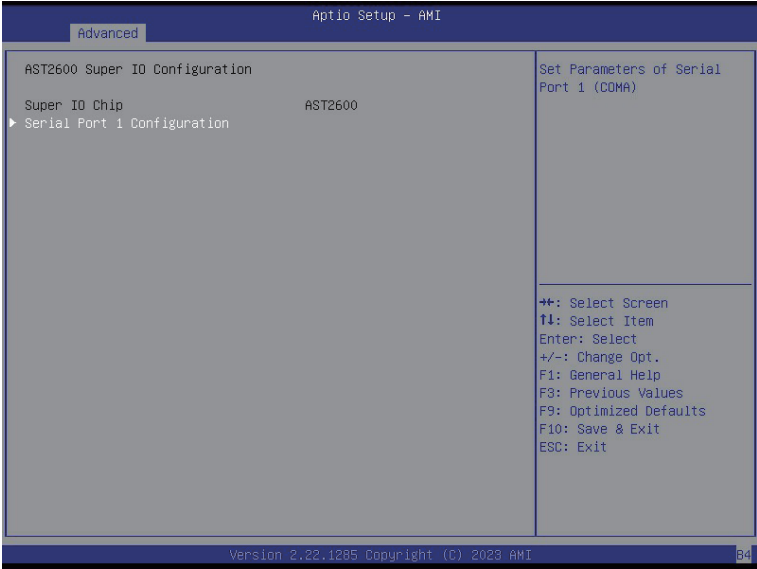 Aptio Setup – AMI
Advanced
AST2600 Super IO Configuration
Super IO Chip AST2600
▶ Serial Port 1 Configuration
Set Parameters of Serial
Port 1 (COMA)
→←: Select Screen
↑↓: Select Item
Enter: Select
+/-: Change Opt.
F1: General Help
F3: Previous Values
F9: Optimized Defaults
F10: Save & Exit
ESC: Exit
Version 2.22.1285 Copyright (C) 2023 AMI
B4